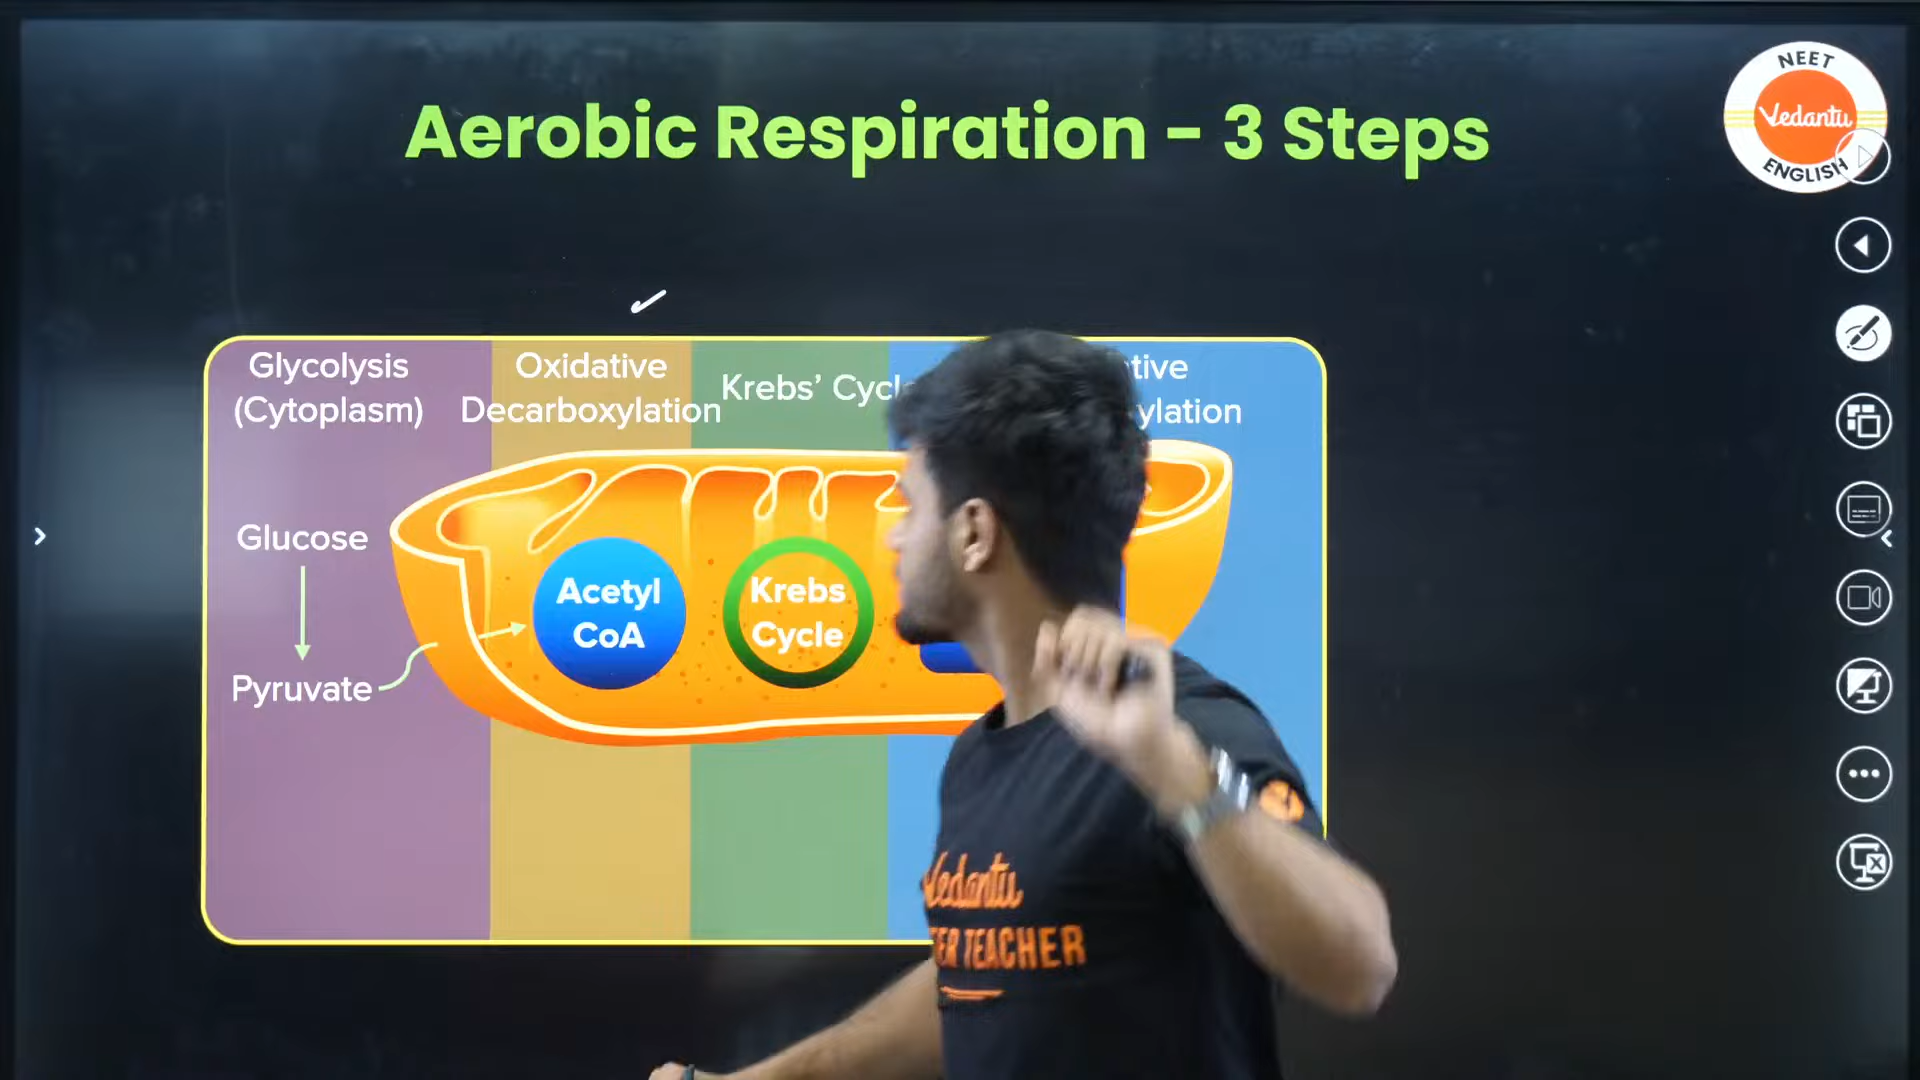 Aerobic Respiration - 3 Steps
NEET
Vedantu
ENGLISH
Glycolysis
(Cytoplasm)
Oxidative
Decarboxylation
Krebs’ Cycl
tive
ylation
Glucose
Pyruvate
Acetyl
CoA
Krebs
Cycle
Vedantu
TEACHER